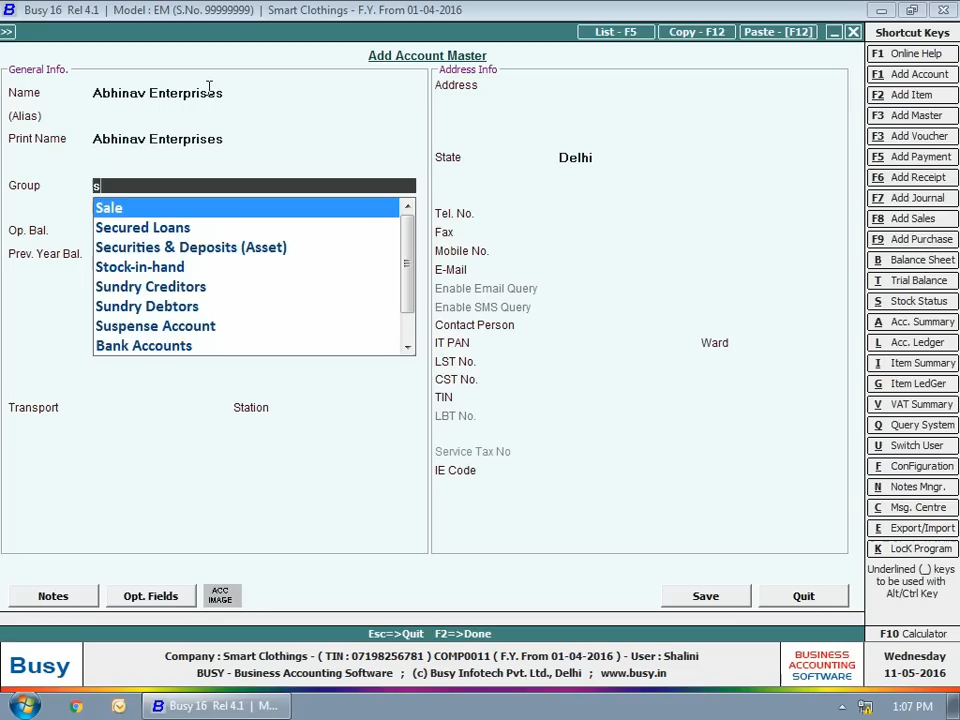 Busy 16 Rel 4.1 | Model : EM (S.No. 99999999) | Smart Clothings - F.Y. From 01-04-2016
>>
List - F5
Copy - F12
Paste - [F12]
Shortcut Keys
Add Account Master
General Info.
Name Abhinav Enterprises
(Alias)
Print Name Abhinav Enterprises
Group s
Sale
Secured Loans
Securities & Deposits (Asset)
Stock-in-hand
Sundry Creditors
Sundry Debtors
Suspense Account
Bank Accounts
Op. Bal.
Prev. Year Bal.
Transport Station
Address Info
Address
State Delhi
Tel. No.
Fax
Mobile No.
E-Mail
Enable Email Query
Enable SMS Query
Contact Person
IT PAN Ward
LST No.
CST No.
TIN
LBT No.
Service Tax No
IE Code
Notes
Opt. Fields
ACC
IMAGE
Save
Quit
F1 Online Help
F1 Add Account
F2 Add Item
F3 Add Master
F3 Add Voucher
F5 Add Payment
F6 Add Receipt
F7 Add Journal
F8 Add Sales
F9 Add Purchase
B Balance Sheet
T Trial Balance
S Stock Status
A Acc. Summary
L Acc. Ledger
I Item Summary
G Item LedGer
V VAT Summary
Q Query System
U Switch User
F ConFiguration
N Notes Mngr.
C Msg. Centre
E Export/Import
K LocK Program
Underlined (_) keys
to be used with
Alt/Ctrl Key
F10 Calculator
Esc=>Quit F2=>Done
Busy
Company : Smart Clothings - ( TIN : 07198256781 ) COMP0011 ( F.Y. From 01-04-2016 ) - User : Shalini
BUSY - Business Accounting Software ; (c) Busy Infotech Pvt. Ltd., Delhi ; www.busy.in
BUSINESS
ACCOUNTING
SOFTWARE
Wednesday
11-05-2016
Busy 16 Rel 4.1 | M...
1:07 PM